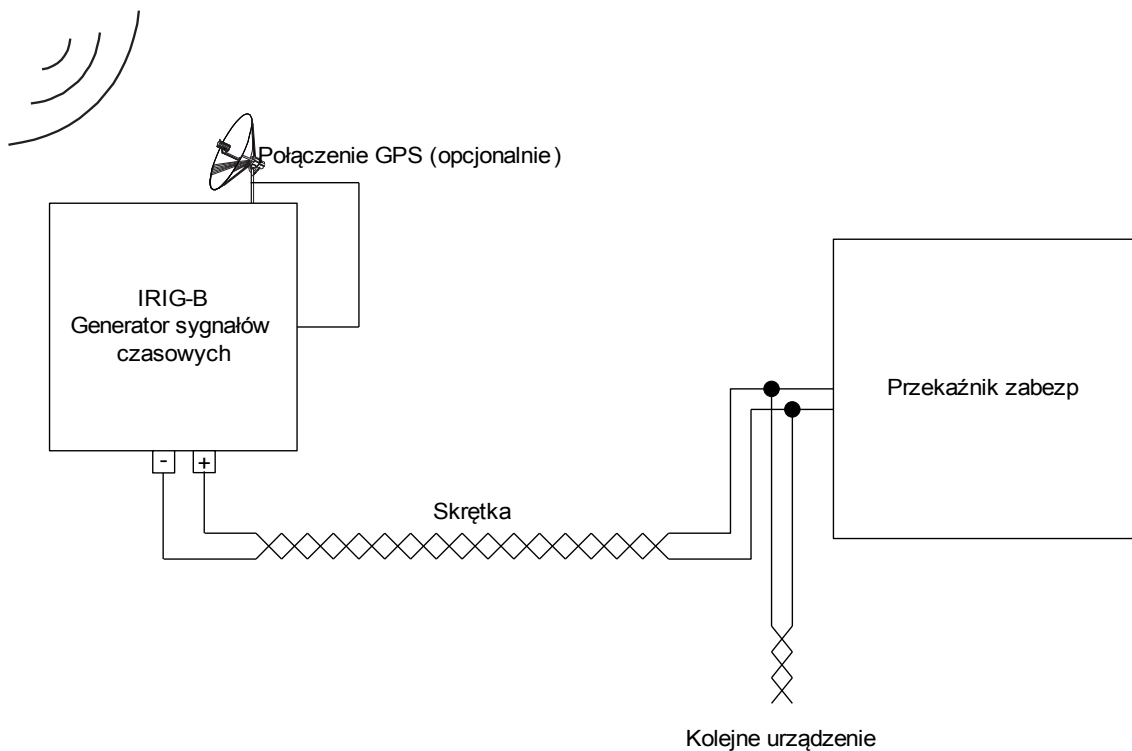 Połączenie GPS (opcjonalnie)
IRIG-B
Generator sygnałów
czasowych
Przekaźnik zabezp
- +
Skrętka
Kolejne urządzenie